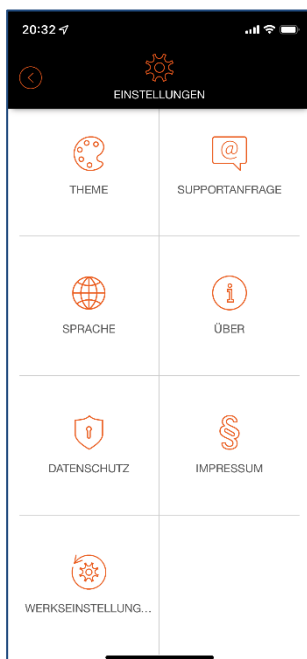 20:32
EINSTELLUNGEN
THEME
SUPPORTANFRAGE
SPRACHE
ÜBER
DATENSCHUTZ
IMPRESSUM
WERKSEINSTELLUNG...